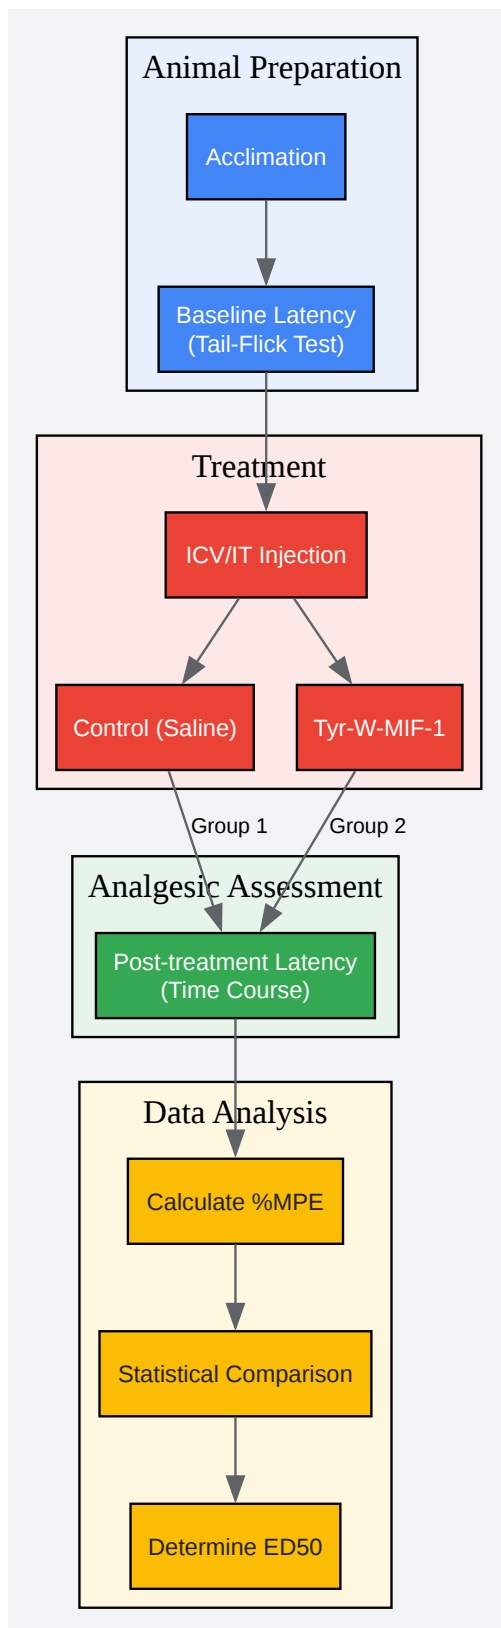 Animal Preparation
Acclimation
Baseline Latency
(Tail-Flick Test)
Treatment
ICV/IT Injection
Control (Saline)
Tyr-W-MIF-1
Group 1
Group 2
Analgesic Assessment
Post-treatment Latency
(Time Course)
Data Analysis
Calculate %MPE
Statistical Comparison
Determine ED50